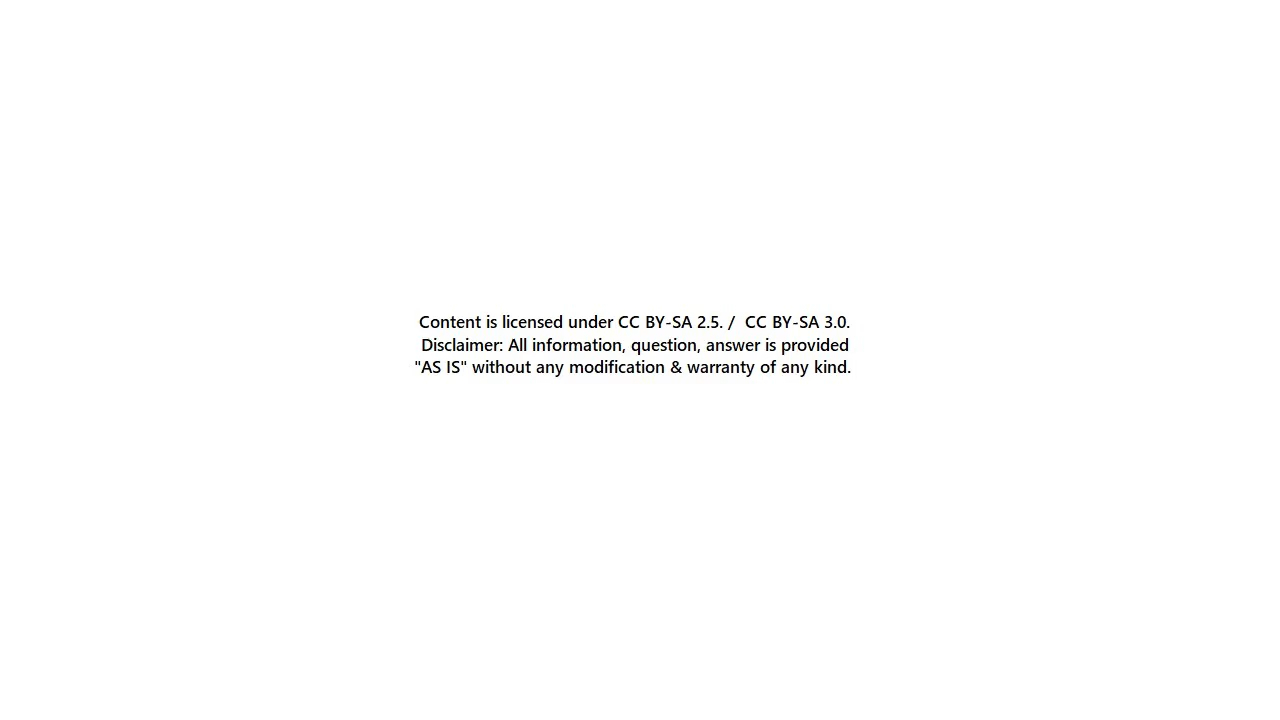 Content is licensed under CC BY-SA 2.5. /  CC BY-SA 3.0.
Disclaimer: All information, question, answer is provided
"AS IS" without any modification & warranty of any kind.